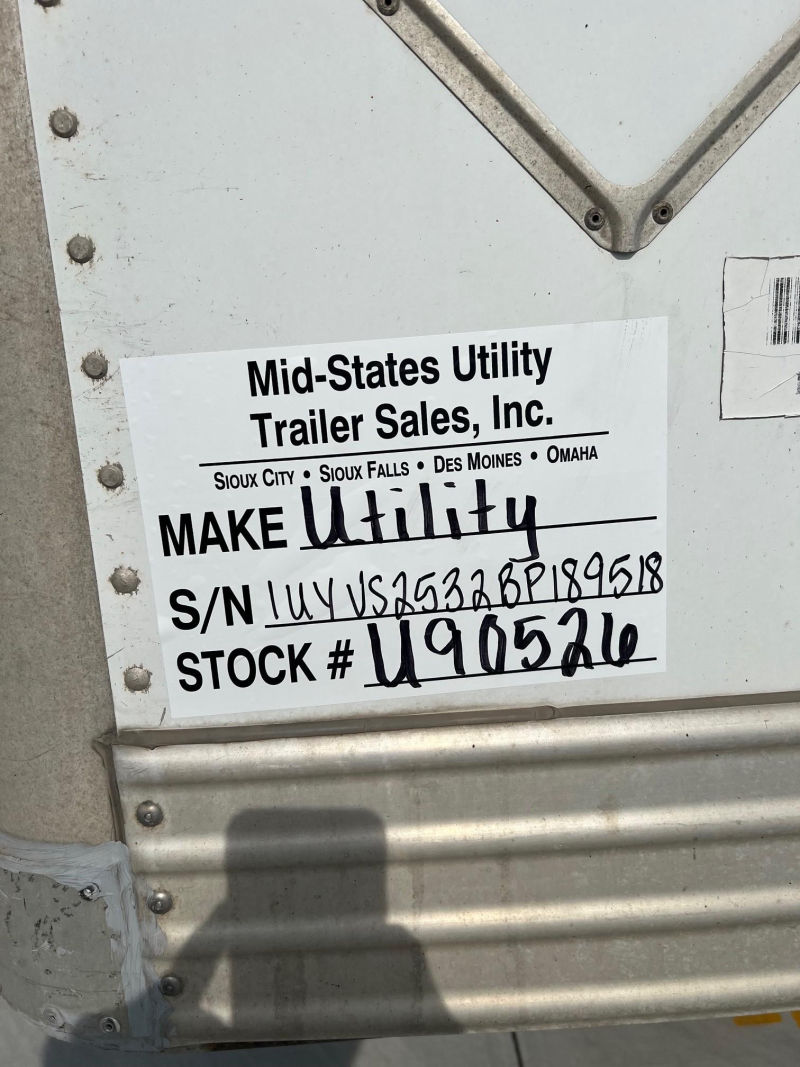 Mid-States Utility
Trailer Sales, Inc.
SIOUX CITY • SIOUX FALLS • DES MOINES • OMAHA
MAKE Utility
S/N 1UYVS2532BP189518
STOCK # U90526